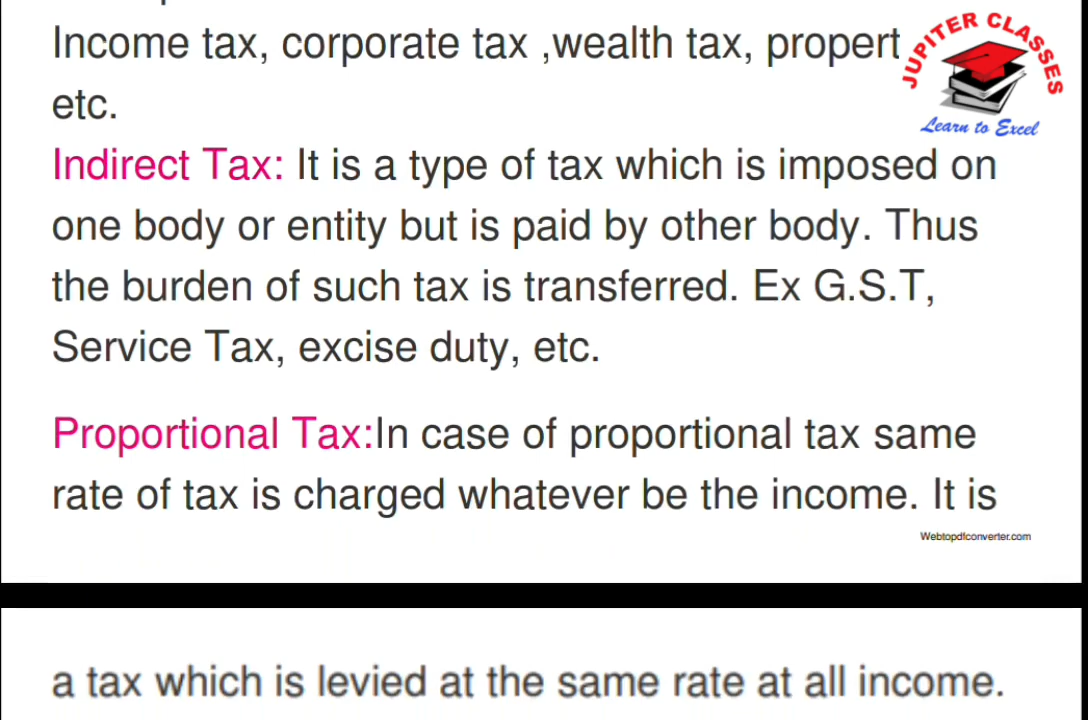 Income tax, corporate tax ,wealth tax, propert
etc.
JUPITER CLASSES
Learn to Excel
Indirect Tax: It is a type of tax which is imposed on
one body or entity but is paid by other body. Thus
the burden of such tax is transferred. Ex G.S.T,
Service Tax, excise duty, etc.
Proportional Tax:In case of proportional tax same
rate of tax is charged whatever be the income. It is
Webtopdfconverter.com
a tax which is levied at the same rate at all income.